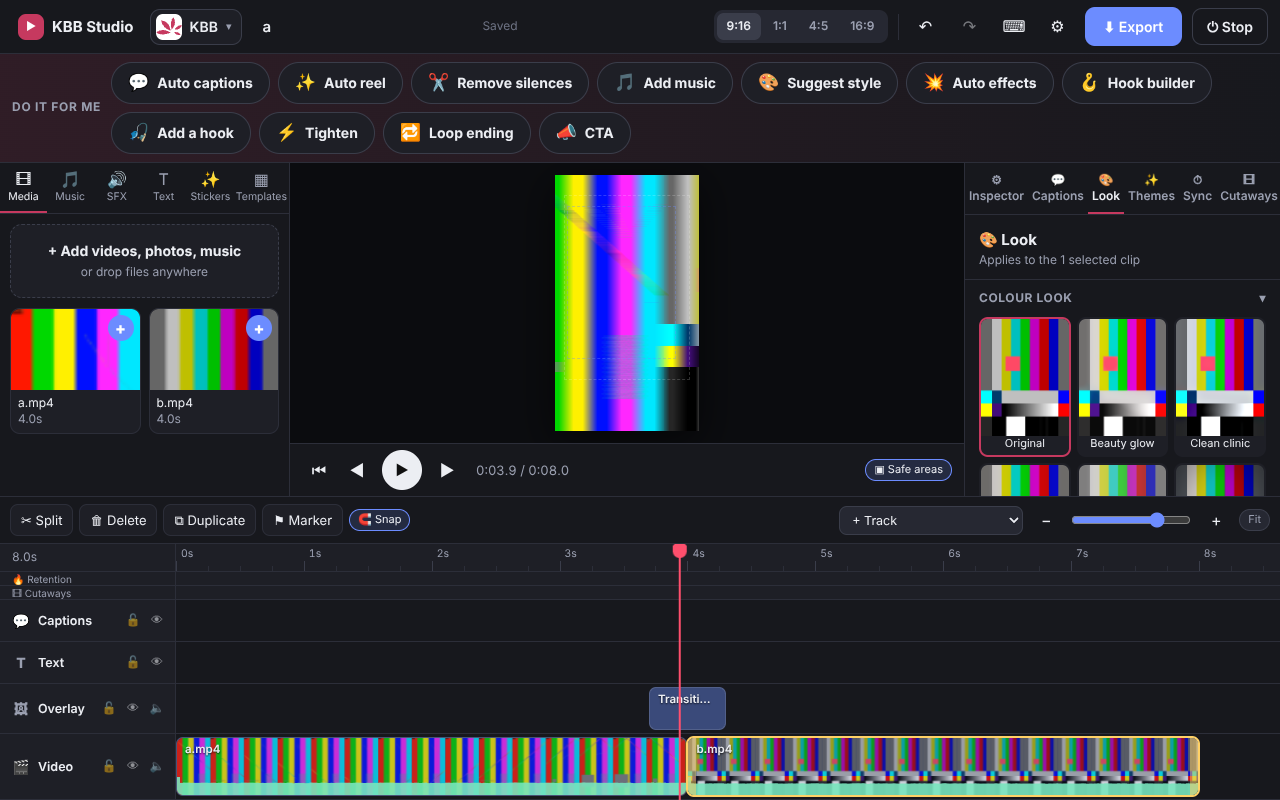 KBB Studio
KBB
a
Saved
9:16
1:1
4:5
16:9
Export
Stop
DO IT FOR ME
Auto captions
Auto reel
Remove silences
Add music
Suggest style
Auto effects
Hook builder
Add a hook
Tighten
Loop ending
CTA
Media
Music
SFX
Text
Stickers
Templates
+ Add videos, photos, music
or drop files anywhere
a.mp4
4.0s
b.mp4
4.0s
0:03.9 / 0:08.0
Safe areas
Inspector
Captions
Look
Themes
Sync
Cutaways
Look
Applies to the 1 selected clip
COLOUR LOOK
Original
Beauty glow
Clean clinic
Split
Delete
Duplicate
Marker
Snap
+ Track
Fit
8.0s
0s
1s
2s
3s
4s
5s
6s
7s
8s
Retention
Cutaways
Captions
T Text
Overlay
Transiti...
Video
a.mp4
b.mp4